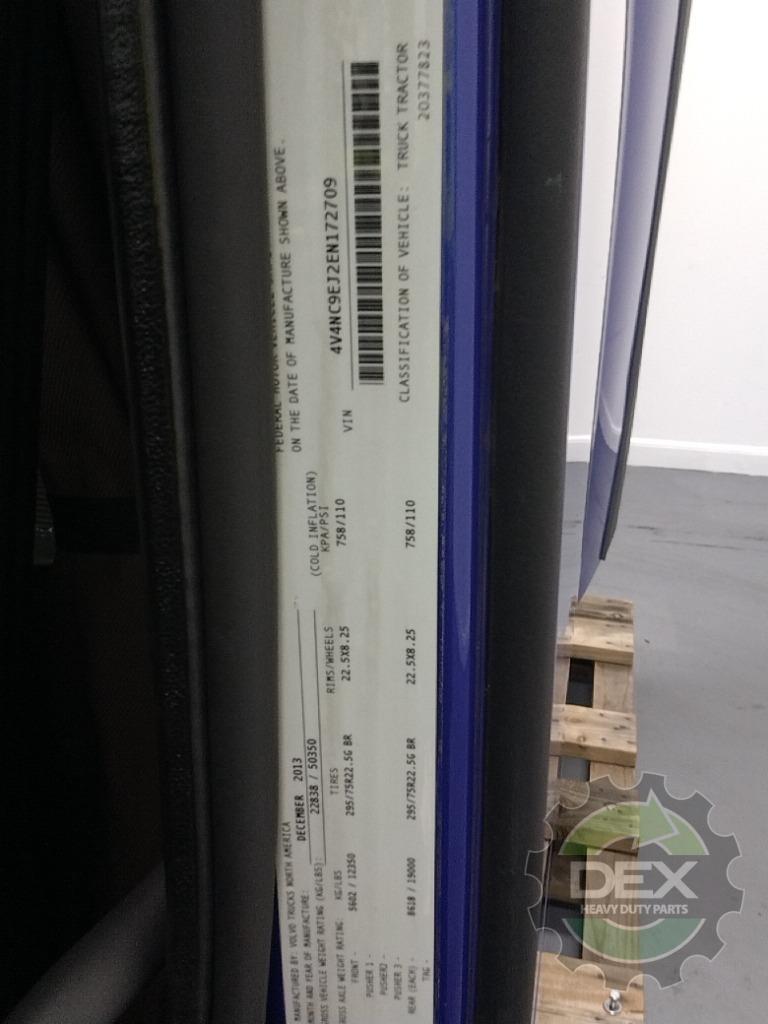 MANUFACTURED BY: VOLVO TRUCKS NORTH AMERICA
MONTH AND YEAR OF MANUFACTURE: DECEMBER 2013
GROSS VEHICLE WEIGHT RATING (KG/LBS): 22838 / 50350
GROSS AXLE WEIGHT RATING: KG/LBS TIRES RIMS/WHEELS (COLD INFLATION) KPA/PSI
FRONT - 5602 / 12350 295/75R22.5G BR 22.5X8.25 758/110
PUSHER 1 -
PUSHER2 -
PUSHER 3 -
REAR (EACH) - 8618 / 19000 295/75R22.5G BR 22.5X8.25 758/110
TAG -
FEDERAL MOTOR VEHICLE
ON THE DATE OF MANUFACTURE SHOWN ABOVE.
VIN 4V4NC9EJ2EN172709
CLASSIFICATION OF VEHICLE: TRUCK TRACTOR
20377823
DEX
HEAVY DUTY PARTS